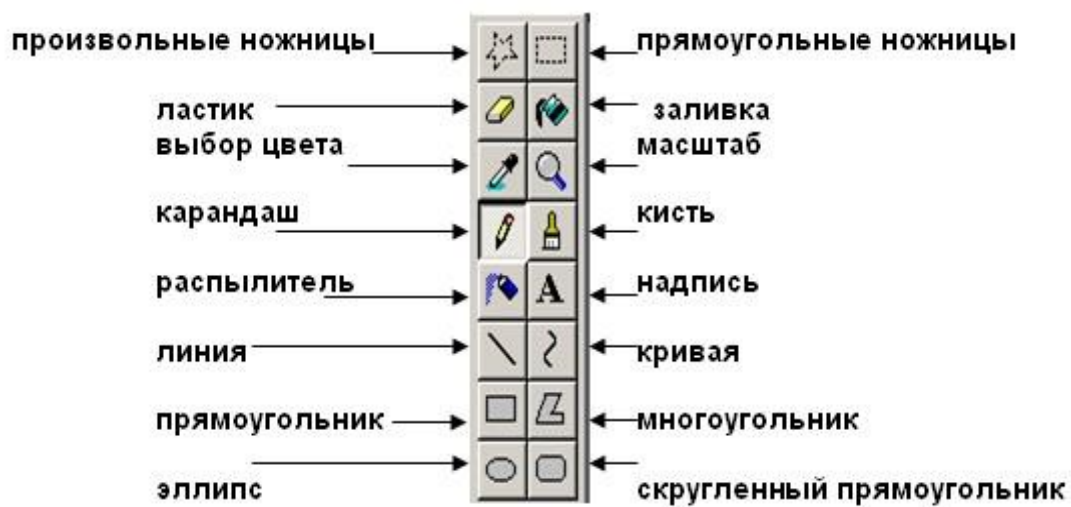 произвольные ножницы
прямоугольные ножницы
ластик
заливка
выбор цвета
масштаб
карандаш
кисть
распылитель
A
надпись
линия
кривая
прямоугольник
многоугольник
эллипс
скругленный прямоугольник